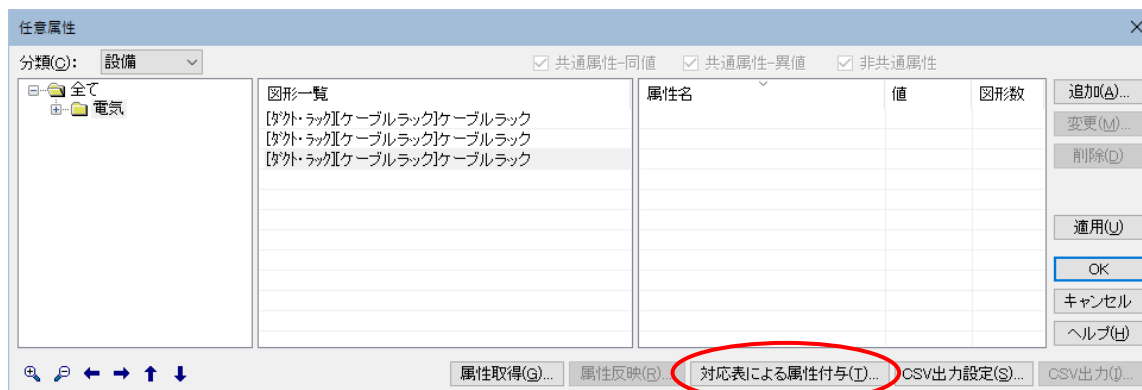 任意属性
分類(C): 設備 共通属性-同値 共通属性-異値 非共通属性
全て
電気
図形一覧
[ﾀﾞｸﾄ・ﾗｯｸ][ケーブルラック]ケーブルラック
[ﾀﾞｸﾄ・ﾗｯｸ][ケーブルラック]ケーブルラック
[ﾀﾞｸﾄ・ﾗｯｸ][ケーブルラック]ケーブルラック
属性名 値 図形数
追加(A)...
変更(M)...
削除(D)
適用(U)
OK
キャンセル
ヘルプ(H)
属性取得(G)... 属性反映(R)... 対応表による属性付与(T)... CSV出力設定(S)... CSV出力(I)...